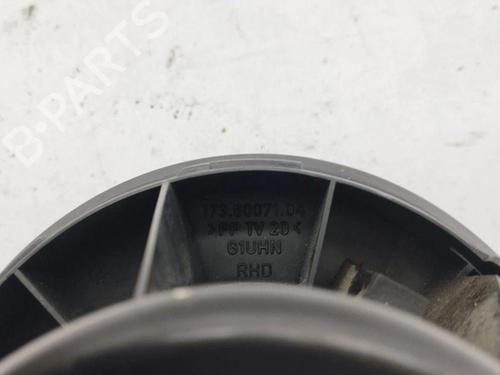 B-PARTS
173.80071.04
>PP TV 20<
G1UHN
RHD